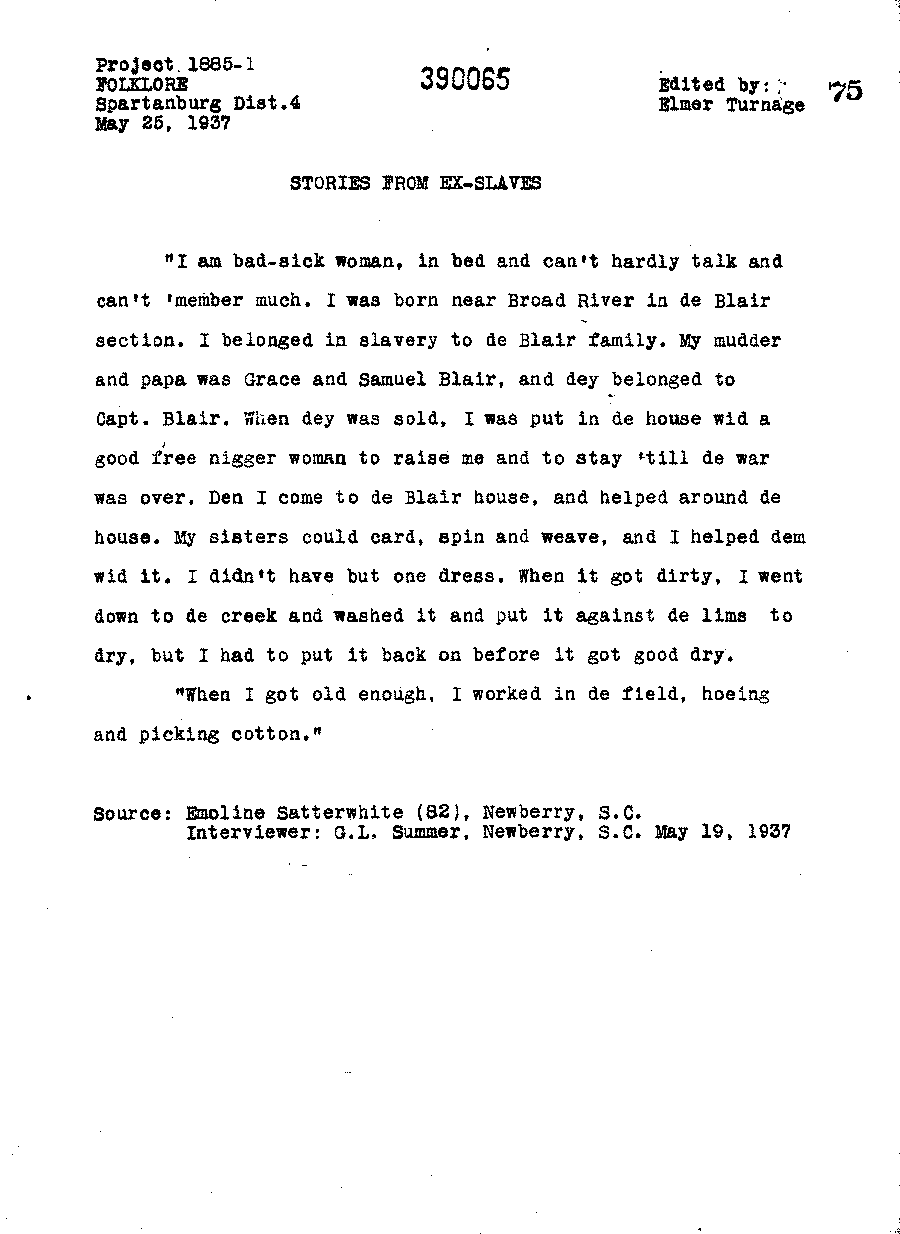 Project 1885-1
FOLKLORE
Spartanburg Dist.4
May 25, 1937
390065
Edited by:
Elmer Turnage
75
STORIES FROM EX-SLAVES
"I am bad-sick woman, in bed and can't hardly talk and
can't 'member much. I was born near Broad River in de Blair
section. I belonged in slavery to de Blair family. My mudder
and papa was Grace and Samuel Blair, and dey belonged to
Capt. Blair. When dey was sold, I was put in de house wid a
good free nigger woman to raise me and to stay 'till de war
was over. Den I come to de Blair house, and helped around de
house. My sisters could card, spin and weave, and I helped dem
wid it. I didn't have but one dress. When it got dirty, I went
down to de creek and washed it and put it against de lims to
dry, but I had to put it back on before it got good dry.
"When I got old enough, I worked in de field, hoeing
and picking cotton."
Source: Emoline Satterwhite (82), Newberry, S.C.
Interviewer: G.L. Summer, Newberry, S.C. May 19, 1937